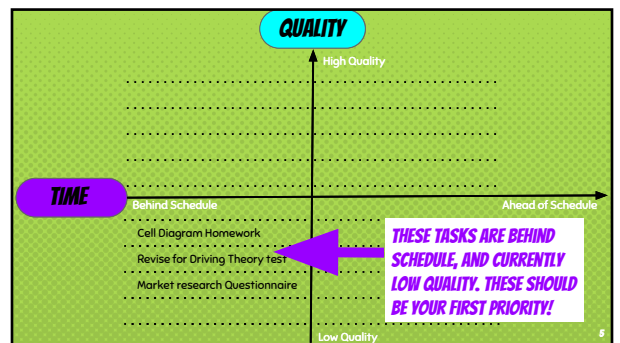 QUALITY
High Quality
TIME
Behind Schedule
Ahead of Schedule
Cell Diagram Homework
Revise for Driving Theory test
Market research Questionnaire
THESE TASKS ARE BEHIND
SCHEDULE, AND CURRENTLY
LOW QUALITY. THESE SHOULD
BE YOUR FIRST PRIORITY!
Low Quality
5